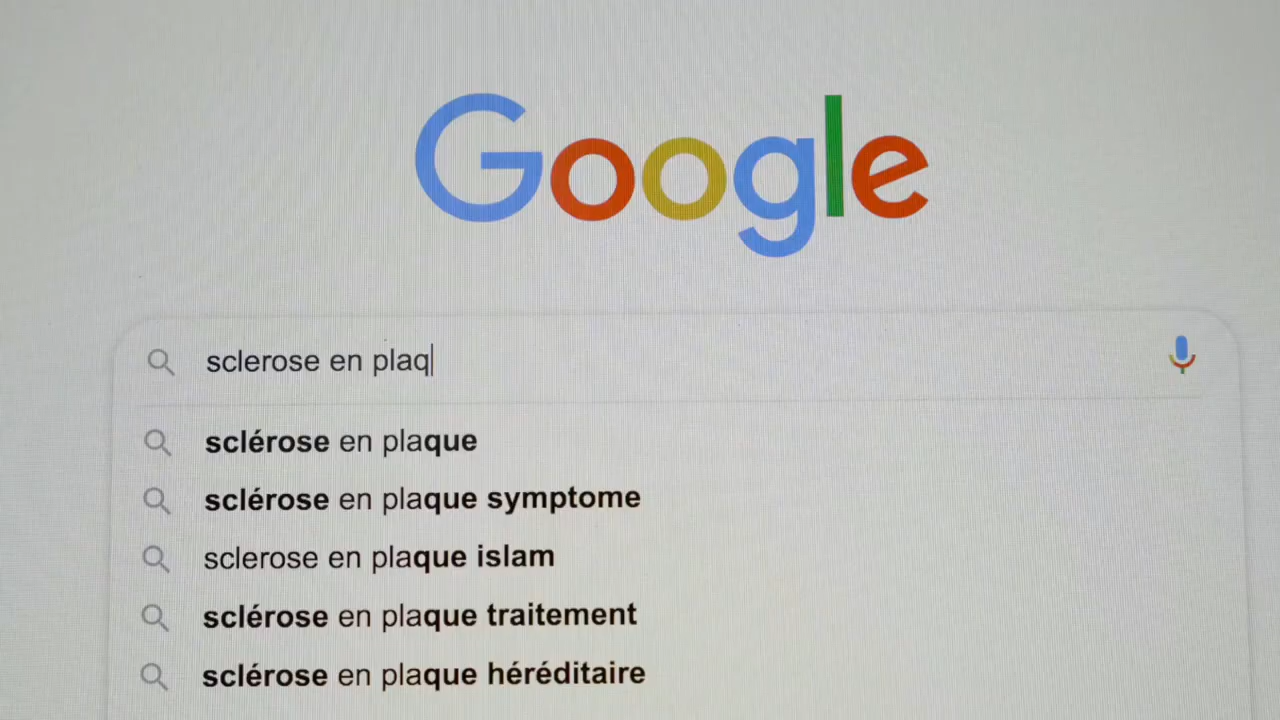 Google
sclerose en plaq
sclérose en plaque
sclérose en plaque symptome
sclerose en plaque islam
sclérose en plaque traitement
sclérose en plaque héréditaire